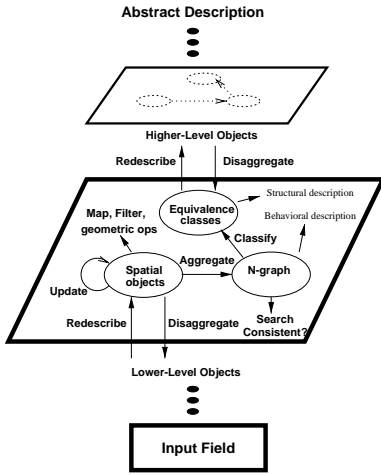 Abstract Description
Higher-Level Objects
Redescribe
Disaggregate
Equivalence
classes
Structural description
Behavioral description
Map, Filter,
geometric ops
Classify
Aggregate
Spatial
objects
N-graph
Update
Redescribe
Disaggregate
Search
Consistent?
Lower-Level Objects
Input Field